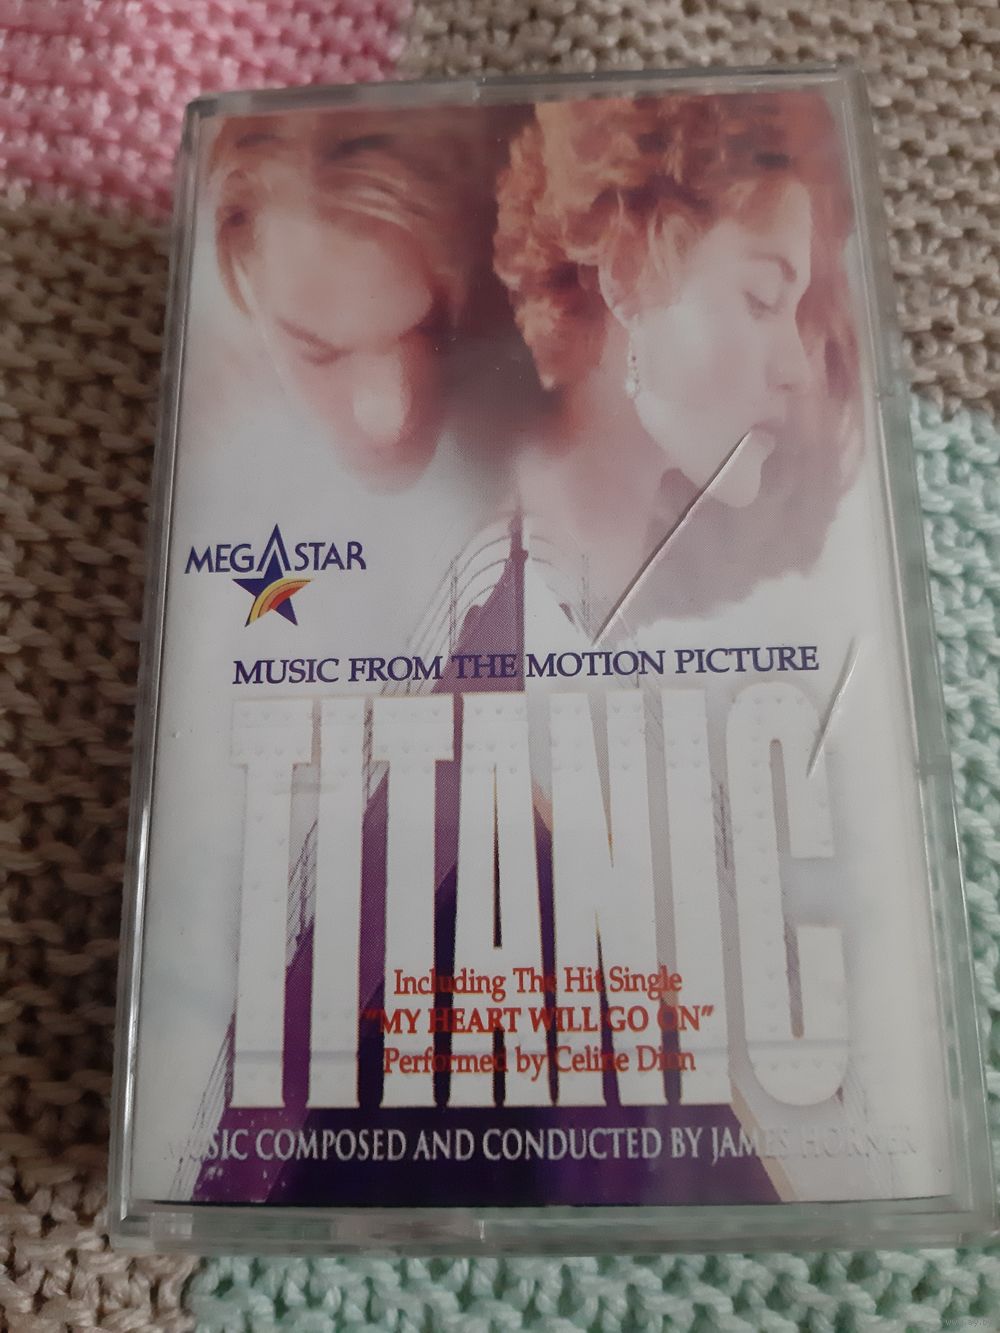 MEGASTAR
MUSIC FROM THE MOTION PICTURE
TITANIC
Including The Hit Single
"MY HEART WILL GO ON"
Performed by Celine Dion
MUSIC COMPOSED AND CONDUCTED BY JAMES HORNER